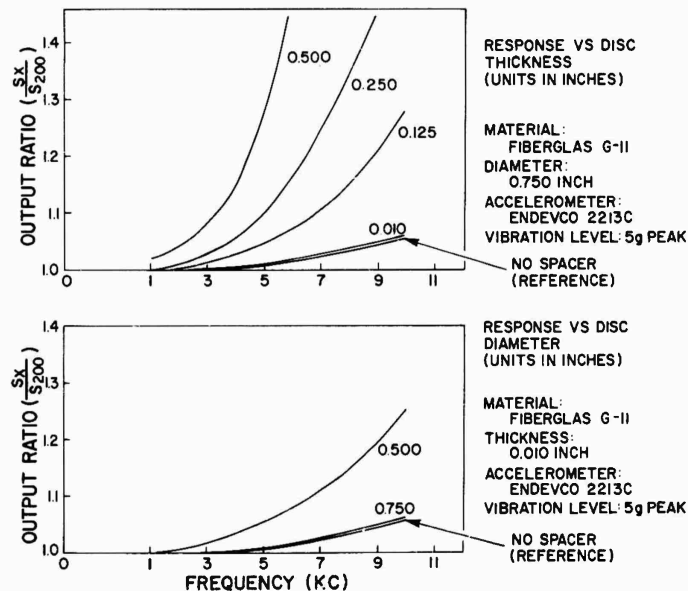 1.4
1.3
1.2
1.1
1.0
OUTPUT RATIO (SX/S200)
0.500
0.250
0.125
0.010
0 1 3 5 7 9 11
RESPONSE VS DISC
THICKNESS
(UNITS IN INCHES)
MATERIAL:
FIBERGLAS G-11
DIAMETER:
0.750 INCH
ACCELEROMETER:
ENDEVCO 2213C
VIBRATION LEVEL: 5g PEAK
NO SPACER
(REFERENCE)
1.4
1.3
1.2
1.1
1.0
OUTPUT RATIO (SX/S200)
0.500
0.750
0 1 3 5 7 9 11
FREQUENCY (KC)
RESPONSE VS DISC
DIAMETER
(UNITS IN INCHES)
MATERIAL:
FIBERGLAS G-11
THICKNESS:
0.010 INCH
ACCELEROMETER:
ENDEVCO 2213C
VIBRATION LEVEL: 5g PEAK
NO SPACER
(REFERENCE)